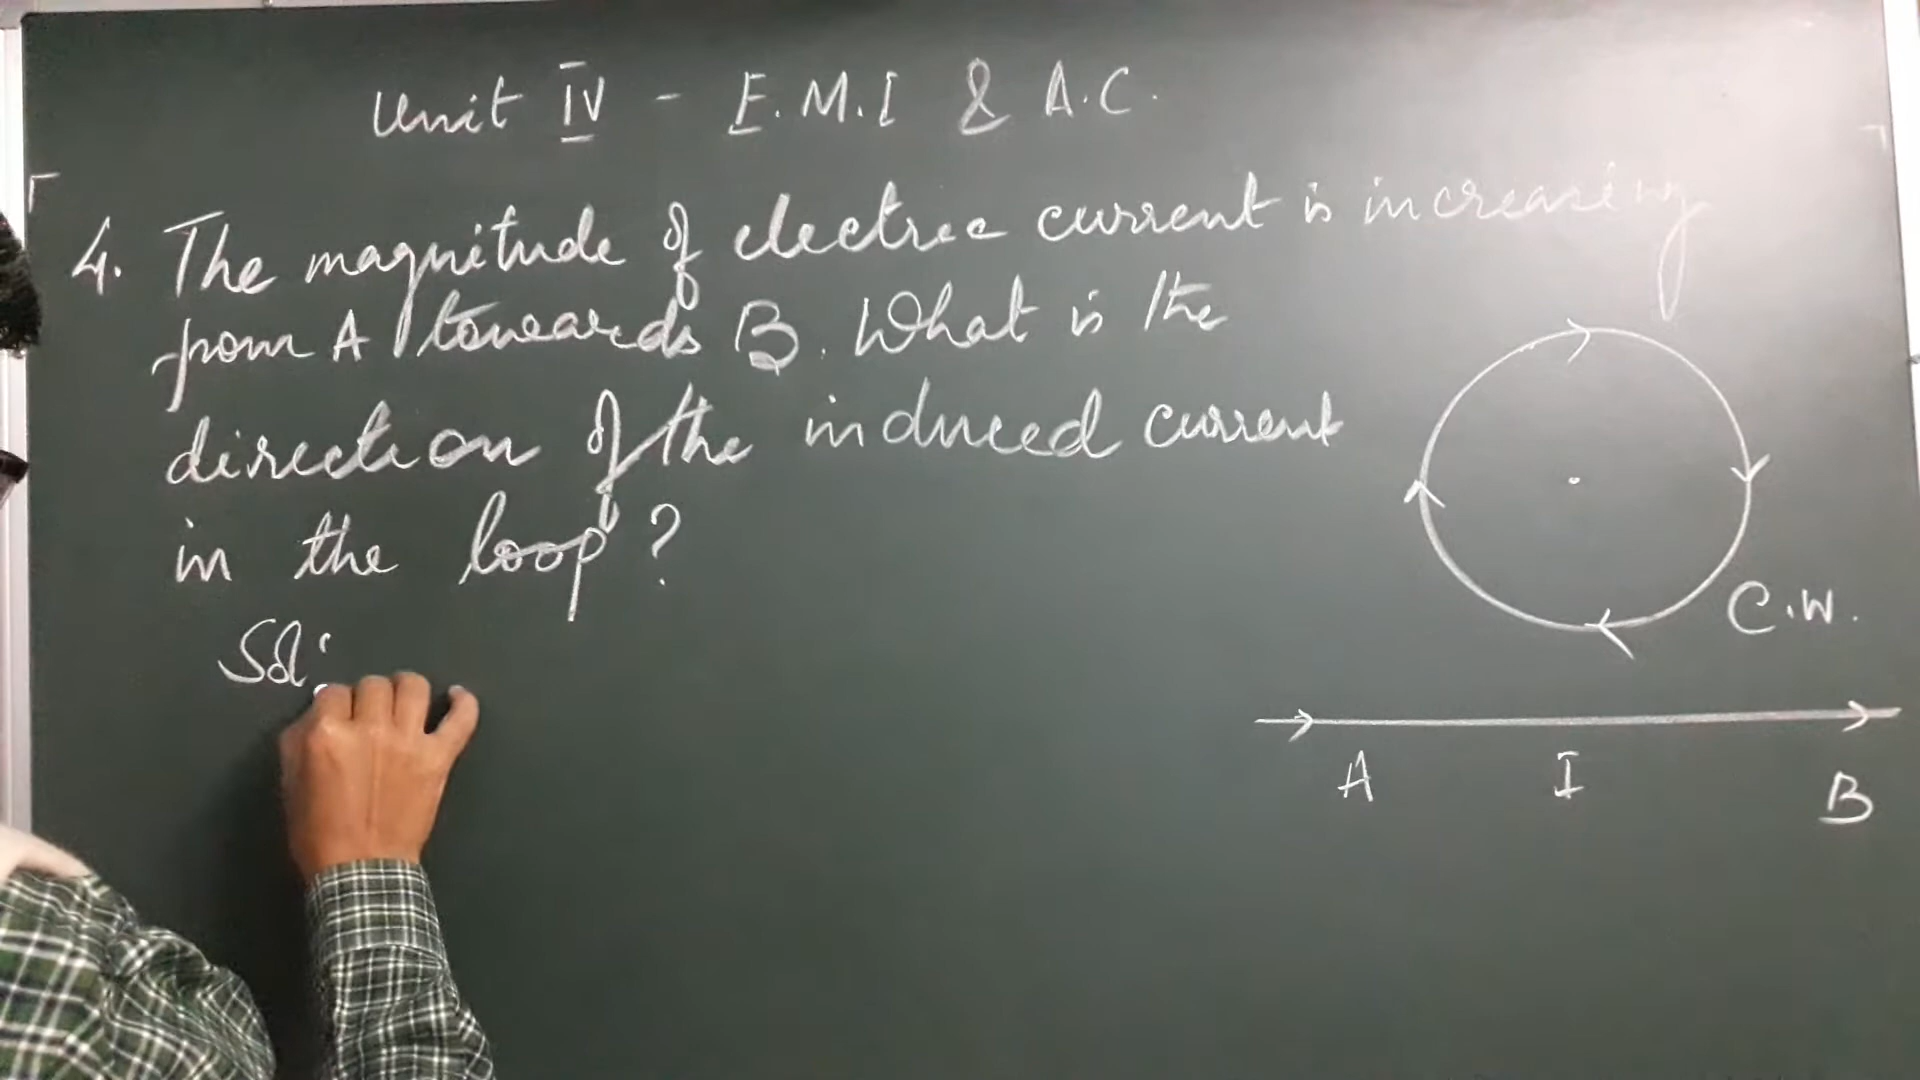 Unit IV - E.M.I & A.C.
4. The magnitude of electric current is increasing
from A towards B. What is the
direction of the induced current
in the loop?
Sol:
C.W.
A I B